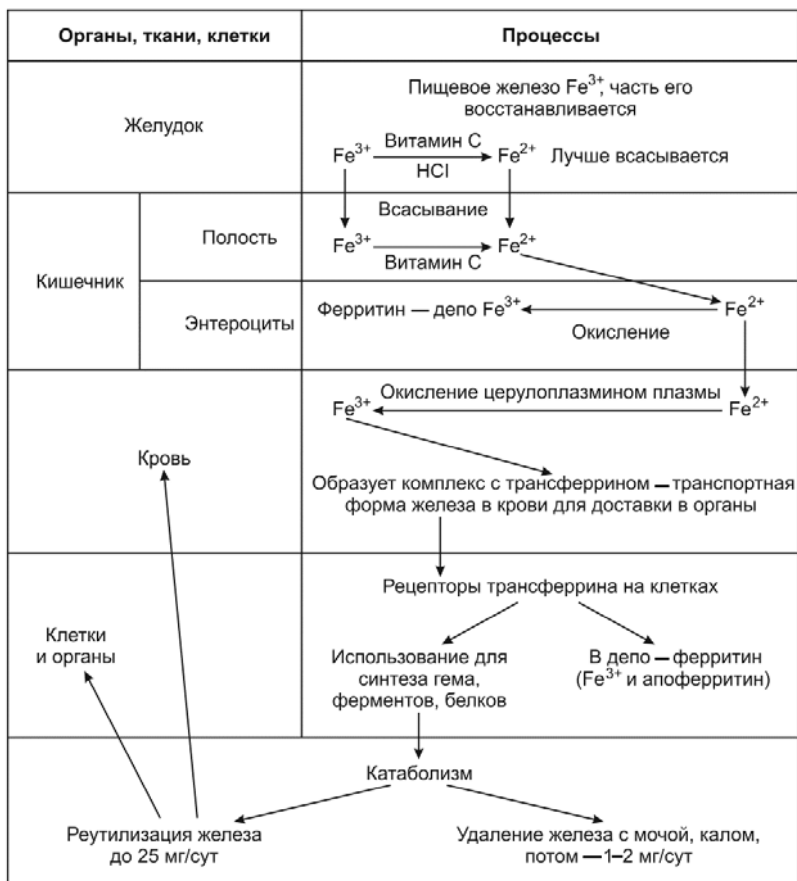 Органы, ткани, клетки
Процессы
Желудок
Пищевое железо Fe³⁺, часть его
восстанавливается
Fe³⁺ Витамин С Fe²⁺ Лучше всасывается
HCl
Кишечник
Полость
Всасывание
Fe³⁺ Fe²⁺
Витамин С
Энтероциты
Ферритин — депо Fe³⁺ Fe²⁺
Окисление
Кровь
Окисление церулоплазмином плазмы
Fe³⁺ Fe²⁺
Образует комплекс с трансферрином — транспортная
форма железа в крови для доставки в органы
Клетки
и органы
Рецепторы трансферрина на клетках
Использование для
синтеза гема,
ферментов, белков
В депо — ферритин
(Fe³⁺ и апоферритин)
Катаболизм
Реутилизация железа
до 25 мг/сут
Удаление железа с мочой, калом,
потом —1–2 мг/сут